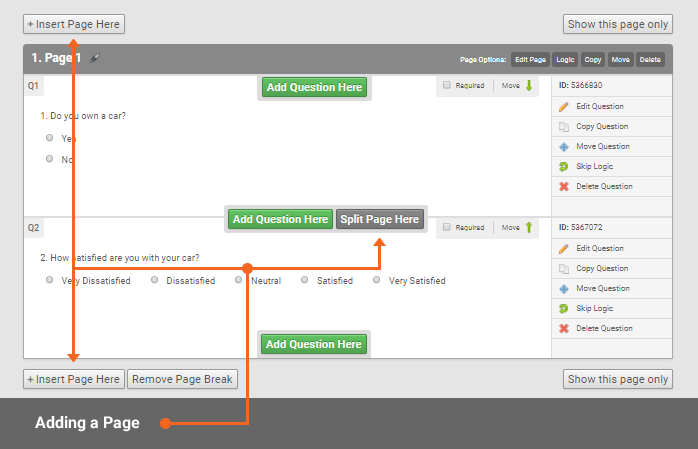 + Insert Page Here Show this page only
1. Page 1 Page Options: Edit Page Logic Copy Move Delete
Q1 Add Question Here Required Move ID: 5366830
Edit Question
1. Do you own a car?
Copy Question
Yes
Move Question
No
Skip Logic
Delete Question
Add Question Here Split Page Here
Q2 Required Move ID: 5367072
Edit Question
2. How satisfied are you with your car?
Copy Question
Very Dissatisfied Dissatisfied Neutral Satisfied Very Satisfied
Move Question
Skip Logic
Delete Question
Add Question Here
+ Insert Page Here Remove Page Break Show this page only
Adding a Page